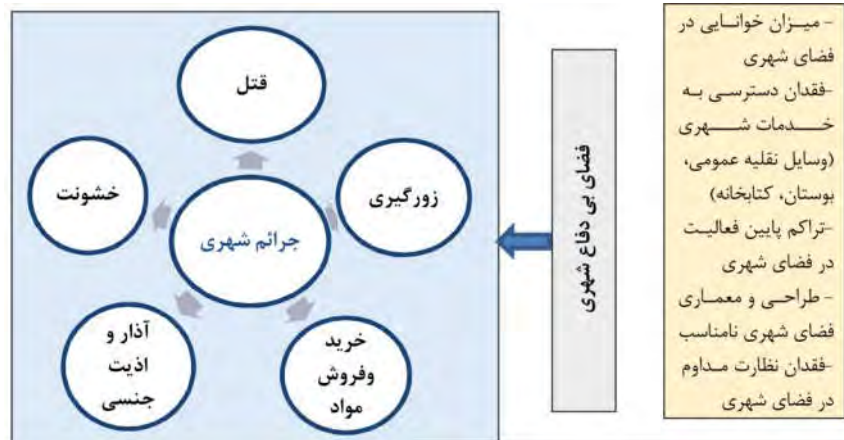 - میزان خوانایی در
فضای شهری
-فقدان دسترسی به
خدمات شهری
(وسایل نقلیه عمومی،
بوستان، کتابخانه)
-تراکم پایین فعالیت
در فضای شهری
- طراحی و معماری
فضای شهری نامناسب
-فقدان نظارت مداوم
در فضای شهری
فضای بی دفاع شهری
قتل
زورگیری
خشونت
جرائم شهری
خرید
وفروش
مواد
آذار و
اذیت
جنسی